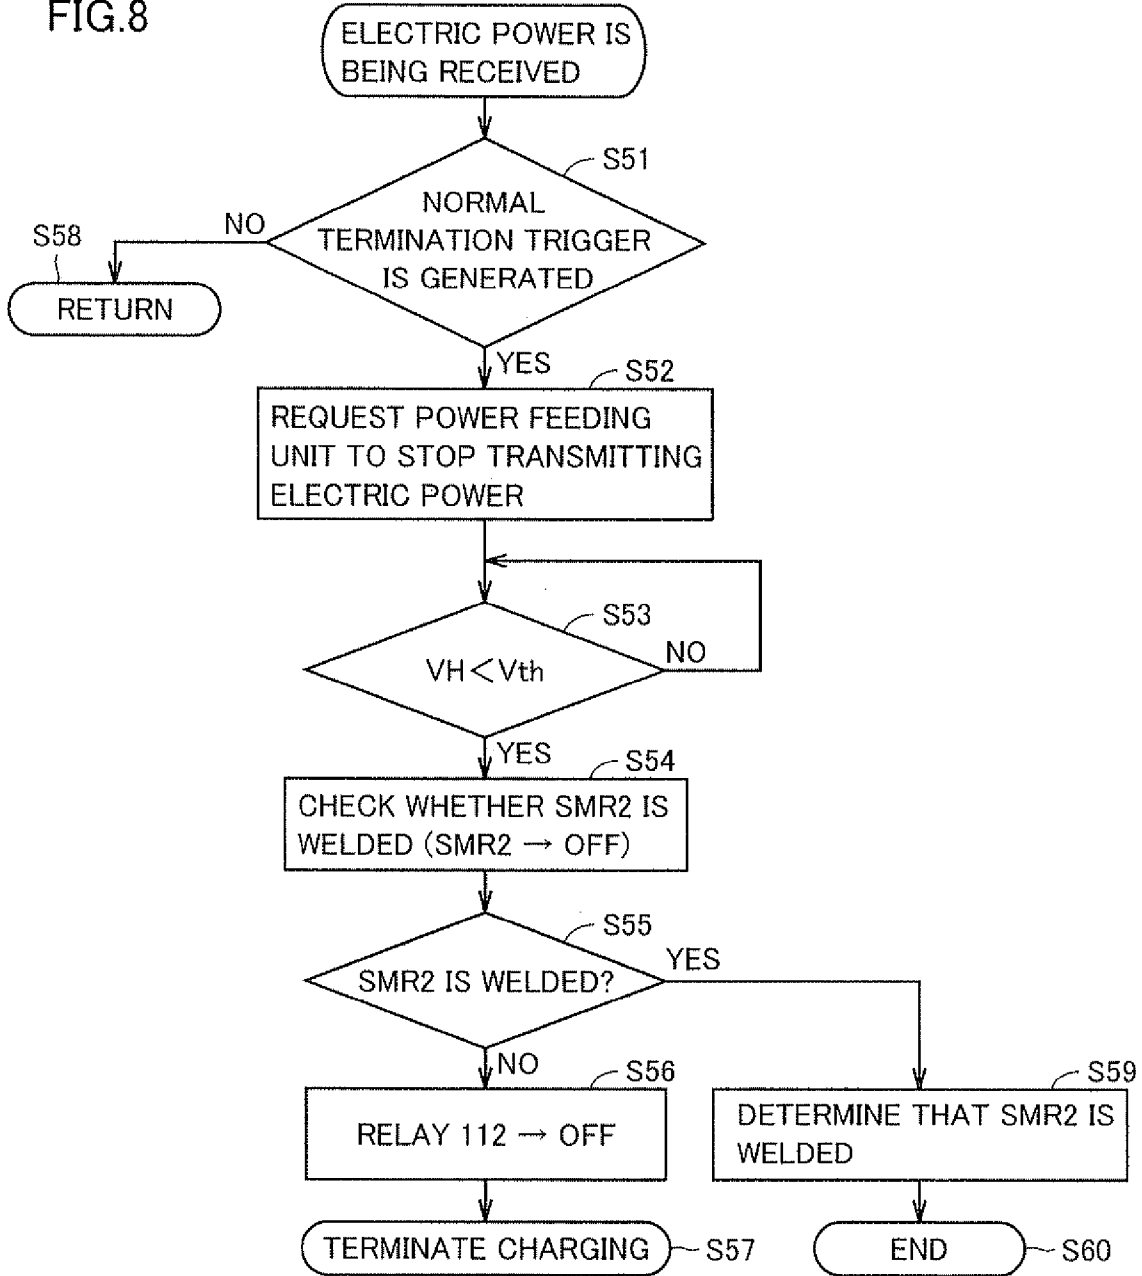 FIG.8
ELECTRIC POWER IS
BEING RECEIVED
S51
NORMAL
TERMINATION TRIGGER
IS GENERATED
NO
S58
RETURN
YES
S52
REQUEST POWER FEEDING
UNIT TO STOP TRANSMITTING
ELECTRIC POWER
S53
VH<Vth
NO
YES
S54
CHECK WHETHER SMR2 IS
WELDED (SMR2 → OFF)
S55
SMR2 IS WELDED?
YES
NO
S56
RELAY 112 → OFF
S59
DETERMINE THAT SMR2 IS
WELDED
TERMINATE CHARGING
S57
END
S60